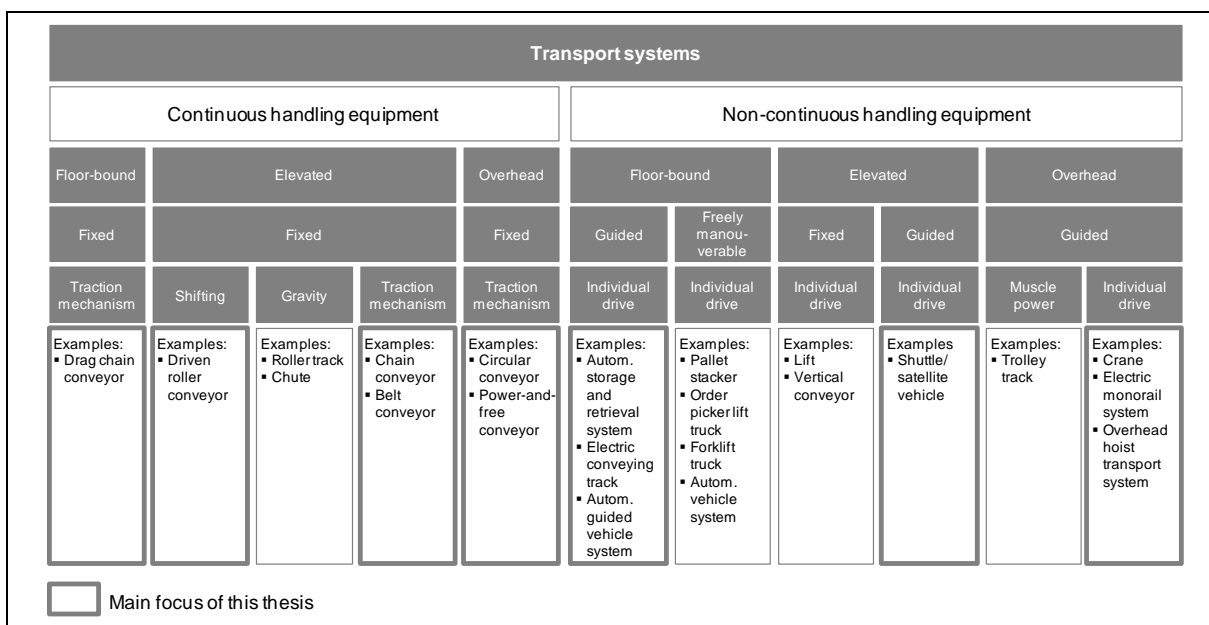 Transport systems
Continuous handling equipment
Non-continuous handling equipment
Floor-bound
Elevated
Overhead
Floor-bound
Elevated
Overhead
Fixed
Fixed
Fixed
Guided
Freely
manou-
verable
Fixed
Guided
Guided
Traction
mechanism
Shifting
Gravity
Traction
mechanism
Traction
mechanism
Individual
drive
Individual
drive
Individual
drive
Individual
drive
Muscle
power
Individual
drive
Examples:
▪ Drag chain
conveyor
Examples:
▪ Driven
roller
conveyor
Examples:
▪ Roller track
▪ Chute
Examples:
▪ Chain
conveyor
▪ Belt
conveyor
Examples:
▪ Circular
conveyor
▪ Power-and-
free
conveyor
Examples:
▪ Autom.
storage
and
retrieval
system
▪ Electric
conveying
track
▪ Autom.
guided
vehicle
system
Examples:
▪ Pallet
stacker
▪ Order
picker lift
truck
▪ Forklift
truck
▪ Autom.
vehicle
system
Examples:
▪ Lift
▪ Vertical
conveyor
Examples
▪ Shuttle/
satellite
vehicle
Examples:
▪ Trolley
track
Examples:
▪ Crane
▪ Electric
monorail
system
▪ Overhead
hoist
transport
system
Main focus of this thesis